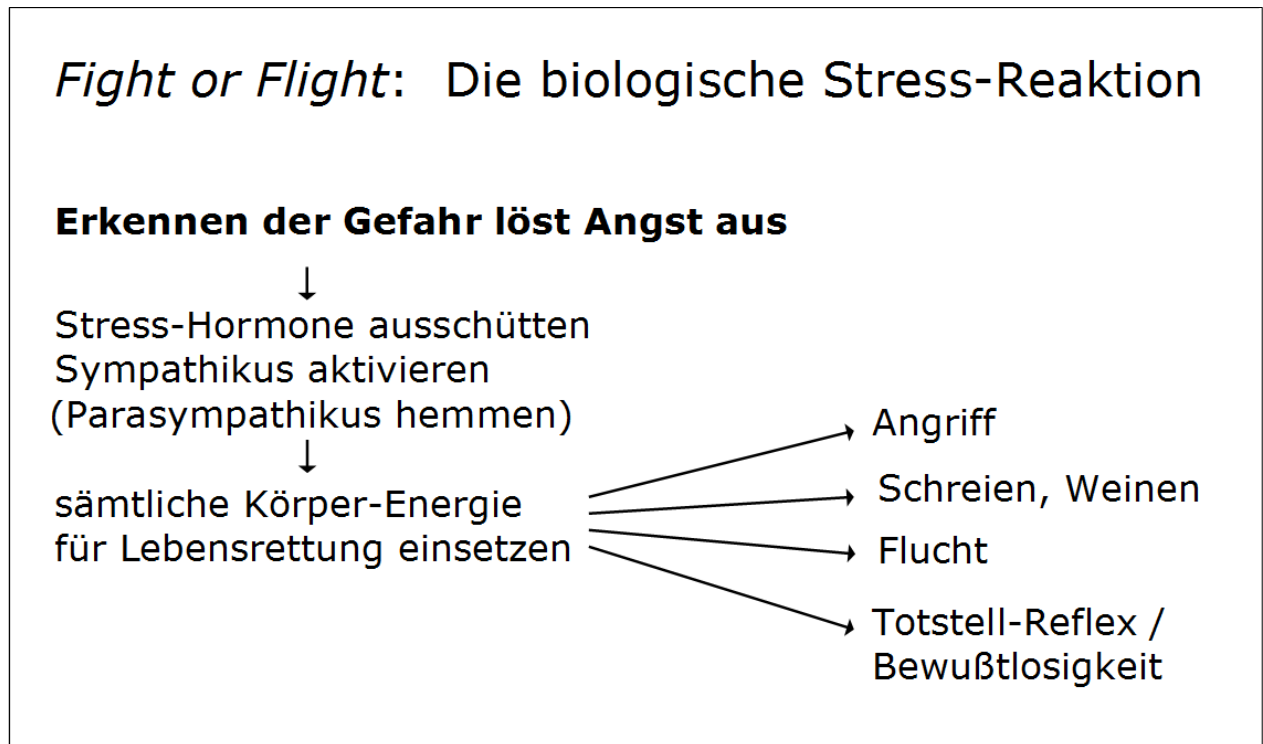 Fight or Flight: Die biologische Stress-Reaktion
Erkennen der Gefahr löst Angst aus
Stress-Hormone ausschütten
Sympathikus aktivieren
(Parasympathikus hemmen)
sämtliche Körper-Energie
für Lebensrettung einsetzen
Angriff
Schreien, Weinen
Flucht
Totstell-Reflex /
Bewußtlosigkeit